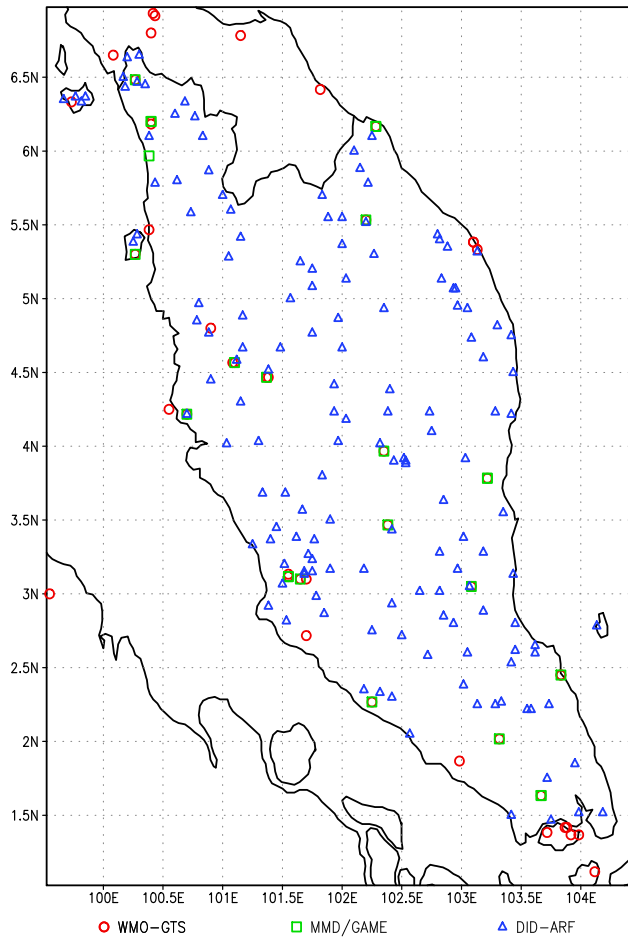 6.5N
6N
5.5N
5N
4.5N
4N
3.5N
3N
2.5N
2N
1.5N
100E 100.5E 101E 101.5E 102E 102.5E 103E 103.5E 104E
WMO-GTS MMD/GAME DID-ARF